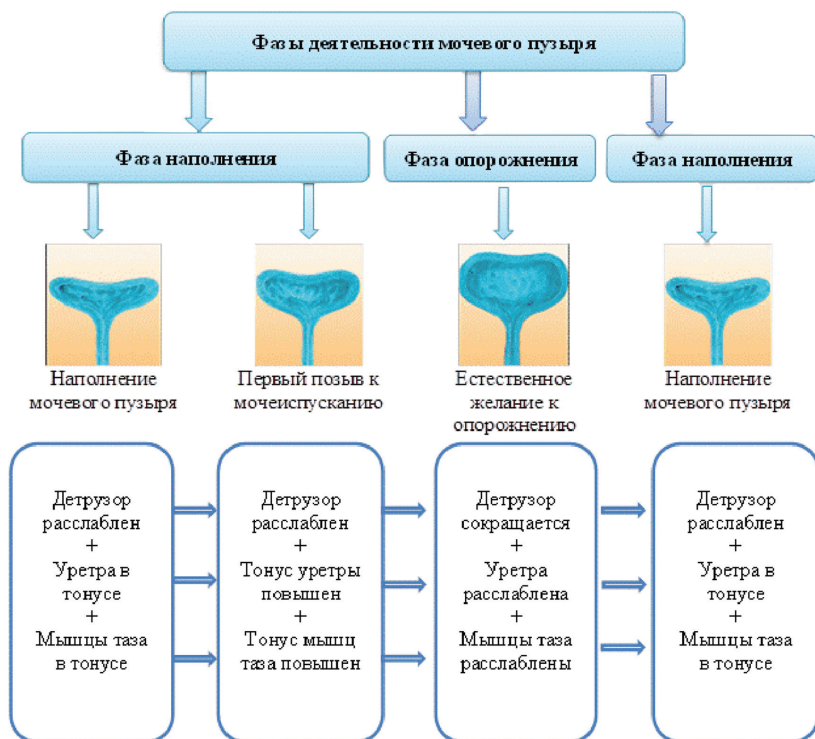 Фазы деятельности мочевого пузыря
Фаза наполнения
Фаза опорожнения
Фаза наполнения
Наполнение
мочевого пузыря
Первый позыв к
мочеиспусканию
Естественное
желание к
опорожнению
Наполнение
мочевого пузыря
Детрузор
расслаблен
+
Уретра в
тонусе
+
Мышцы таза
в тонусе
Детрузор
расслаблен
+
Тонус уретры
повышен
+
Тонус мышц
таза повышен
Детрузор
сокращается
+
Уретра
расслаблена
+
Мышцы таза
расслаблены
Детрузор
расслаблен
+
Уретра в
тонусе
+
Мышцы таза
в тонусе